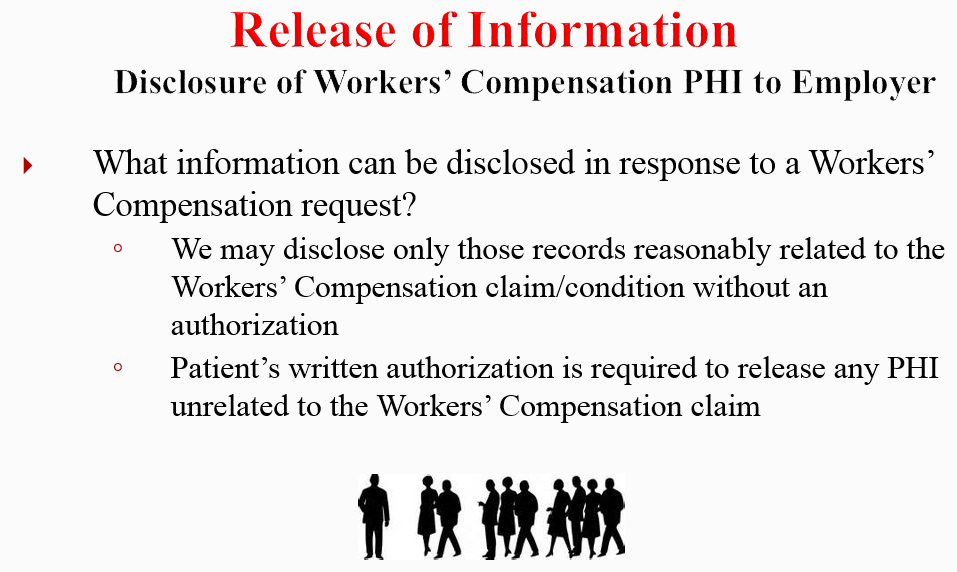 Release of Information
Disclosure of Workers’ Compensation PHI to Employer
What information can be disclosed in response to a Workers’
Compensation request?
We may disclose only those records reasonably related to the
Workers’ Compensation claim/condition without an
authorization
Patient’s written authorization is required to release any PHI
unrelated to the Workers’ Compensation claim